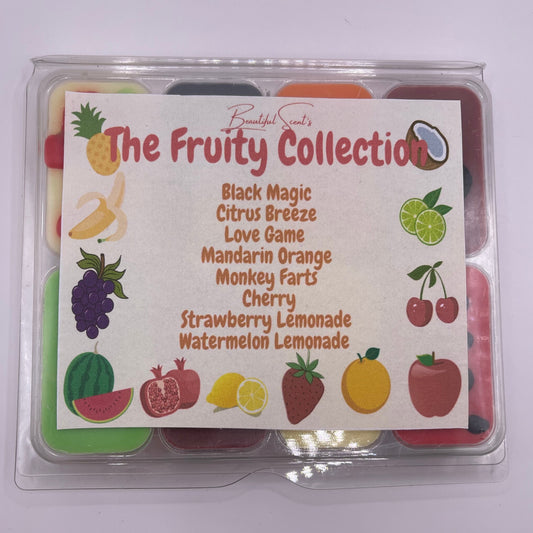 Beautiful Scent's
The Fruity Collection
Black Magic
Citrus Breeze
Love Game
Mandarin Orange
Monkey Farts
Cherry
Strawberry Lemonade
Watermelon Lemonade